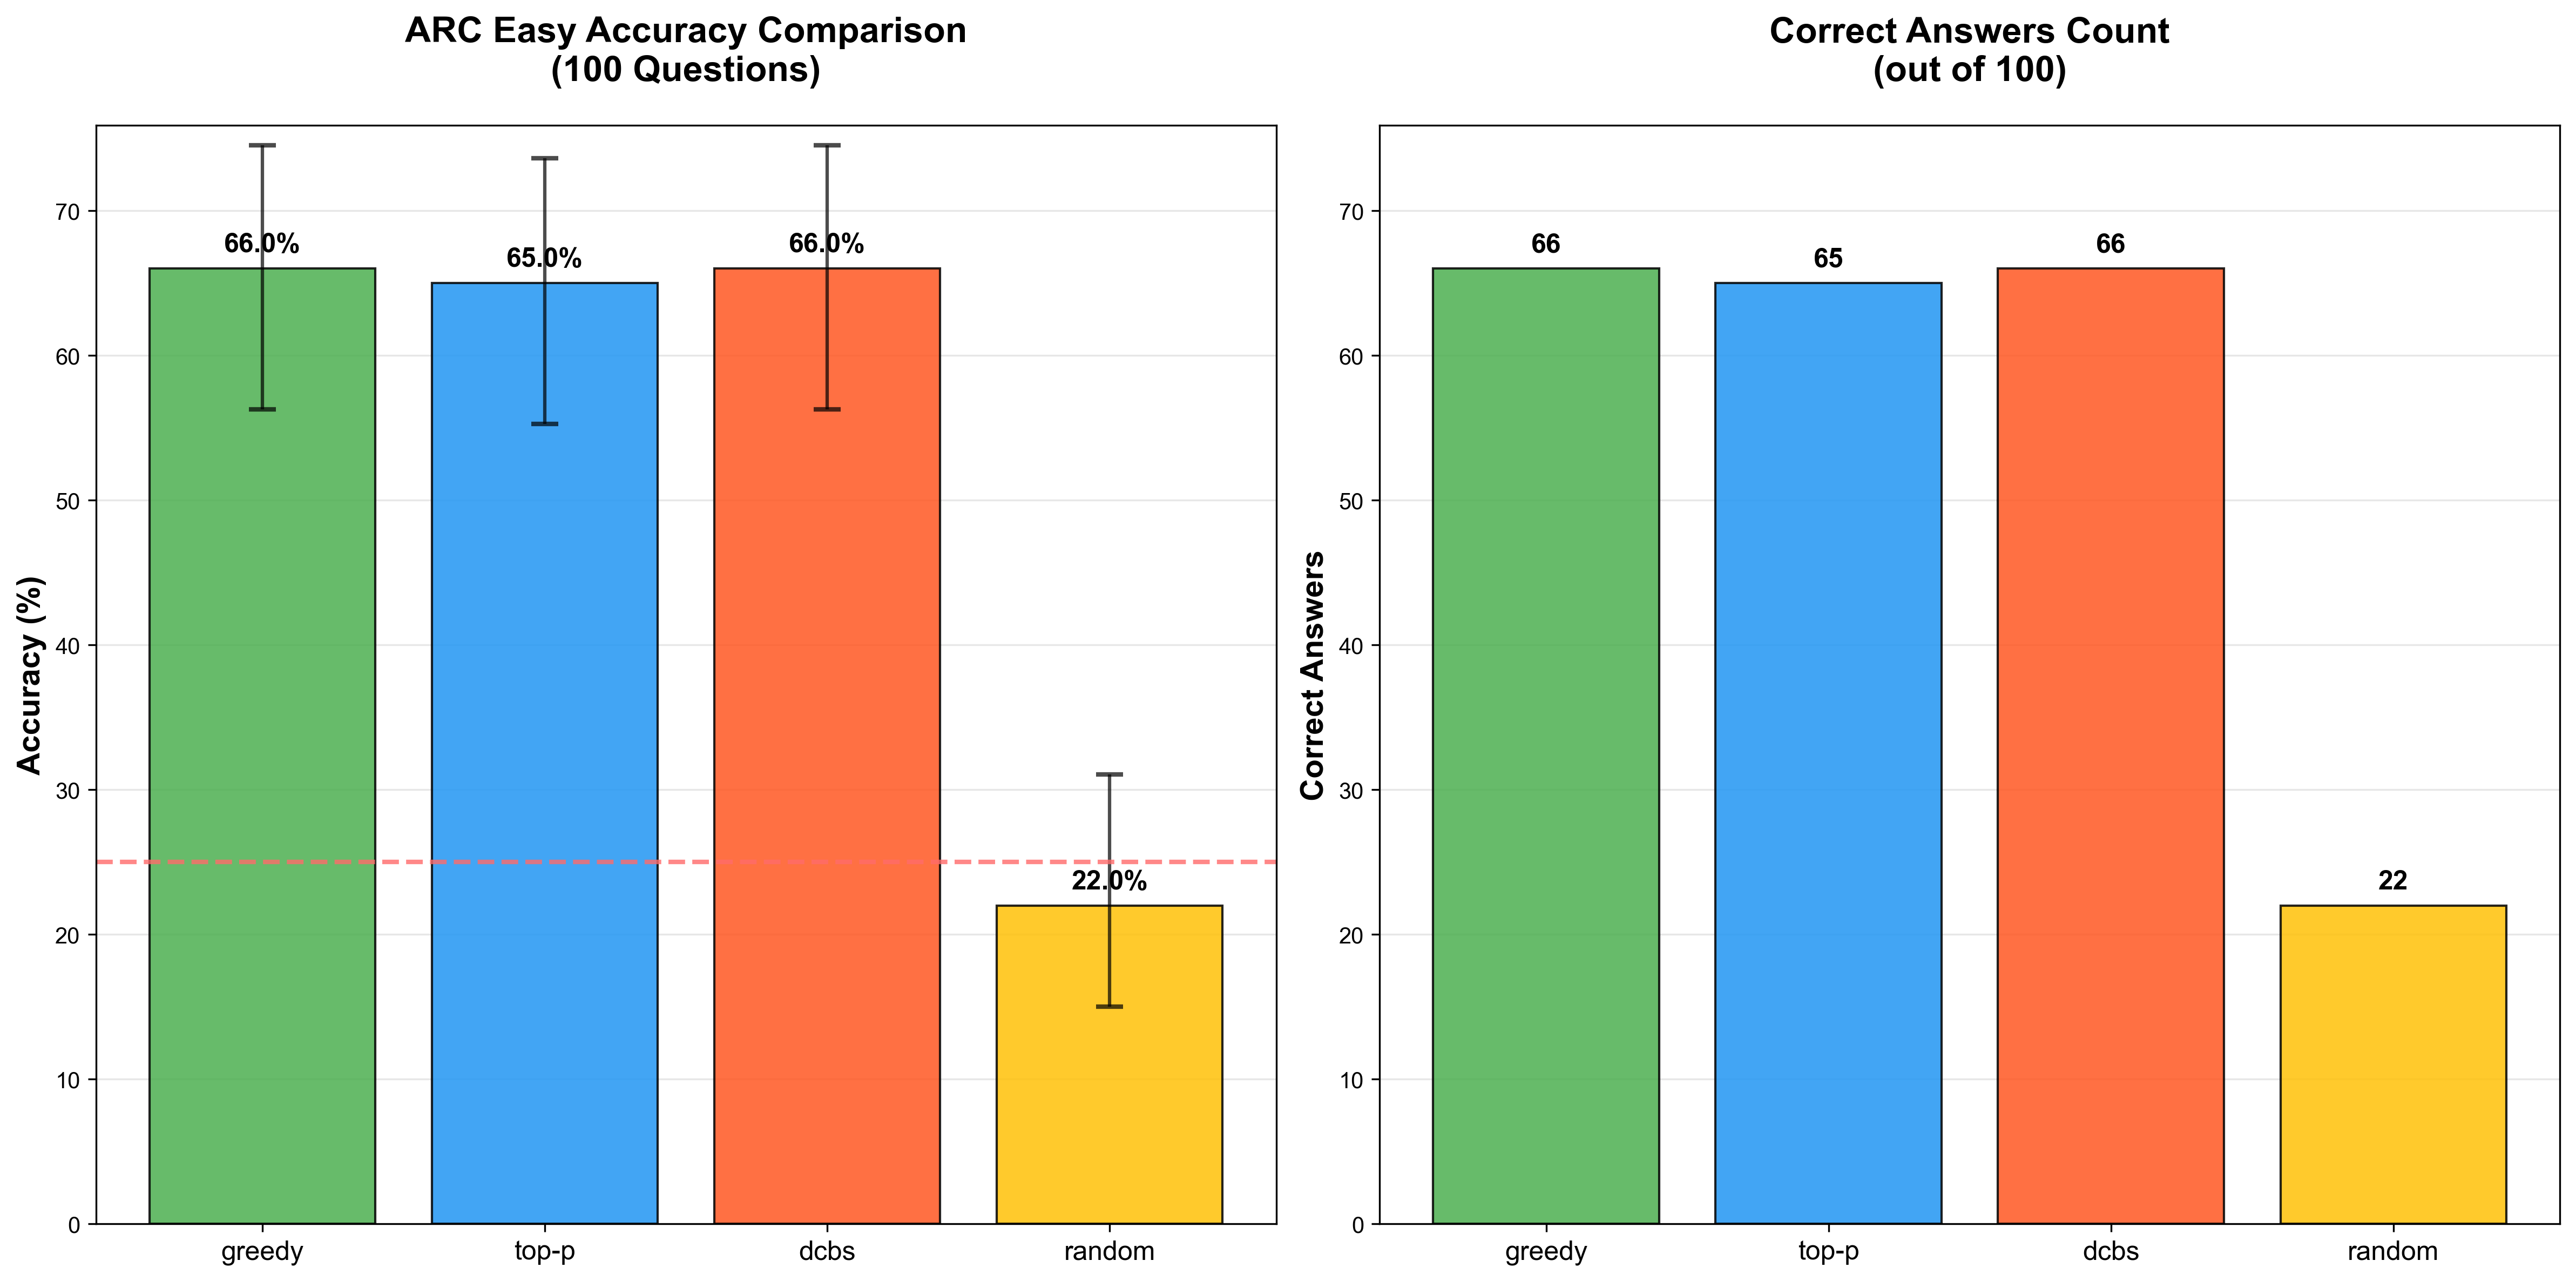 ARC Easy Accuracy Comparison
(100 Questions)
Accuracy (%)
70
60
50
40
30
20
10
0
66.0%
65.0%
66.0%
22.0%
greedy
top-p
dcbs
random
Correct Answers Count
(out of 100)
Correct Answers
70
60
50
40
30
20
10
0
66
65
66
22
greedy
top-p
dcbs
random